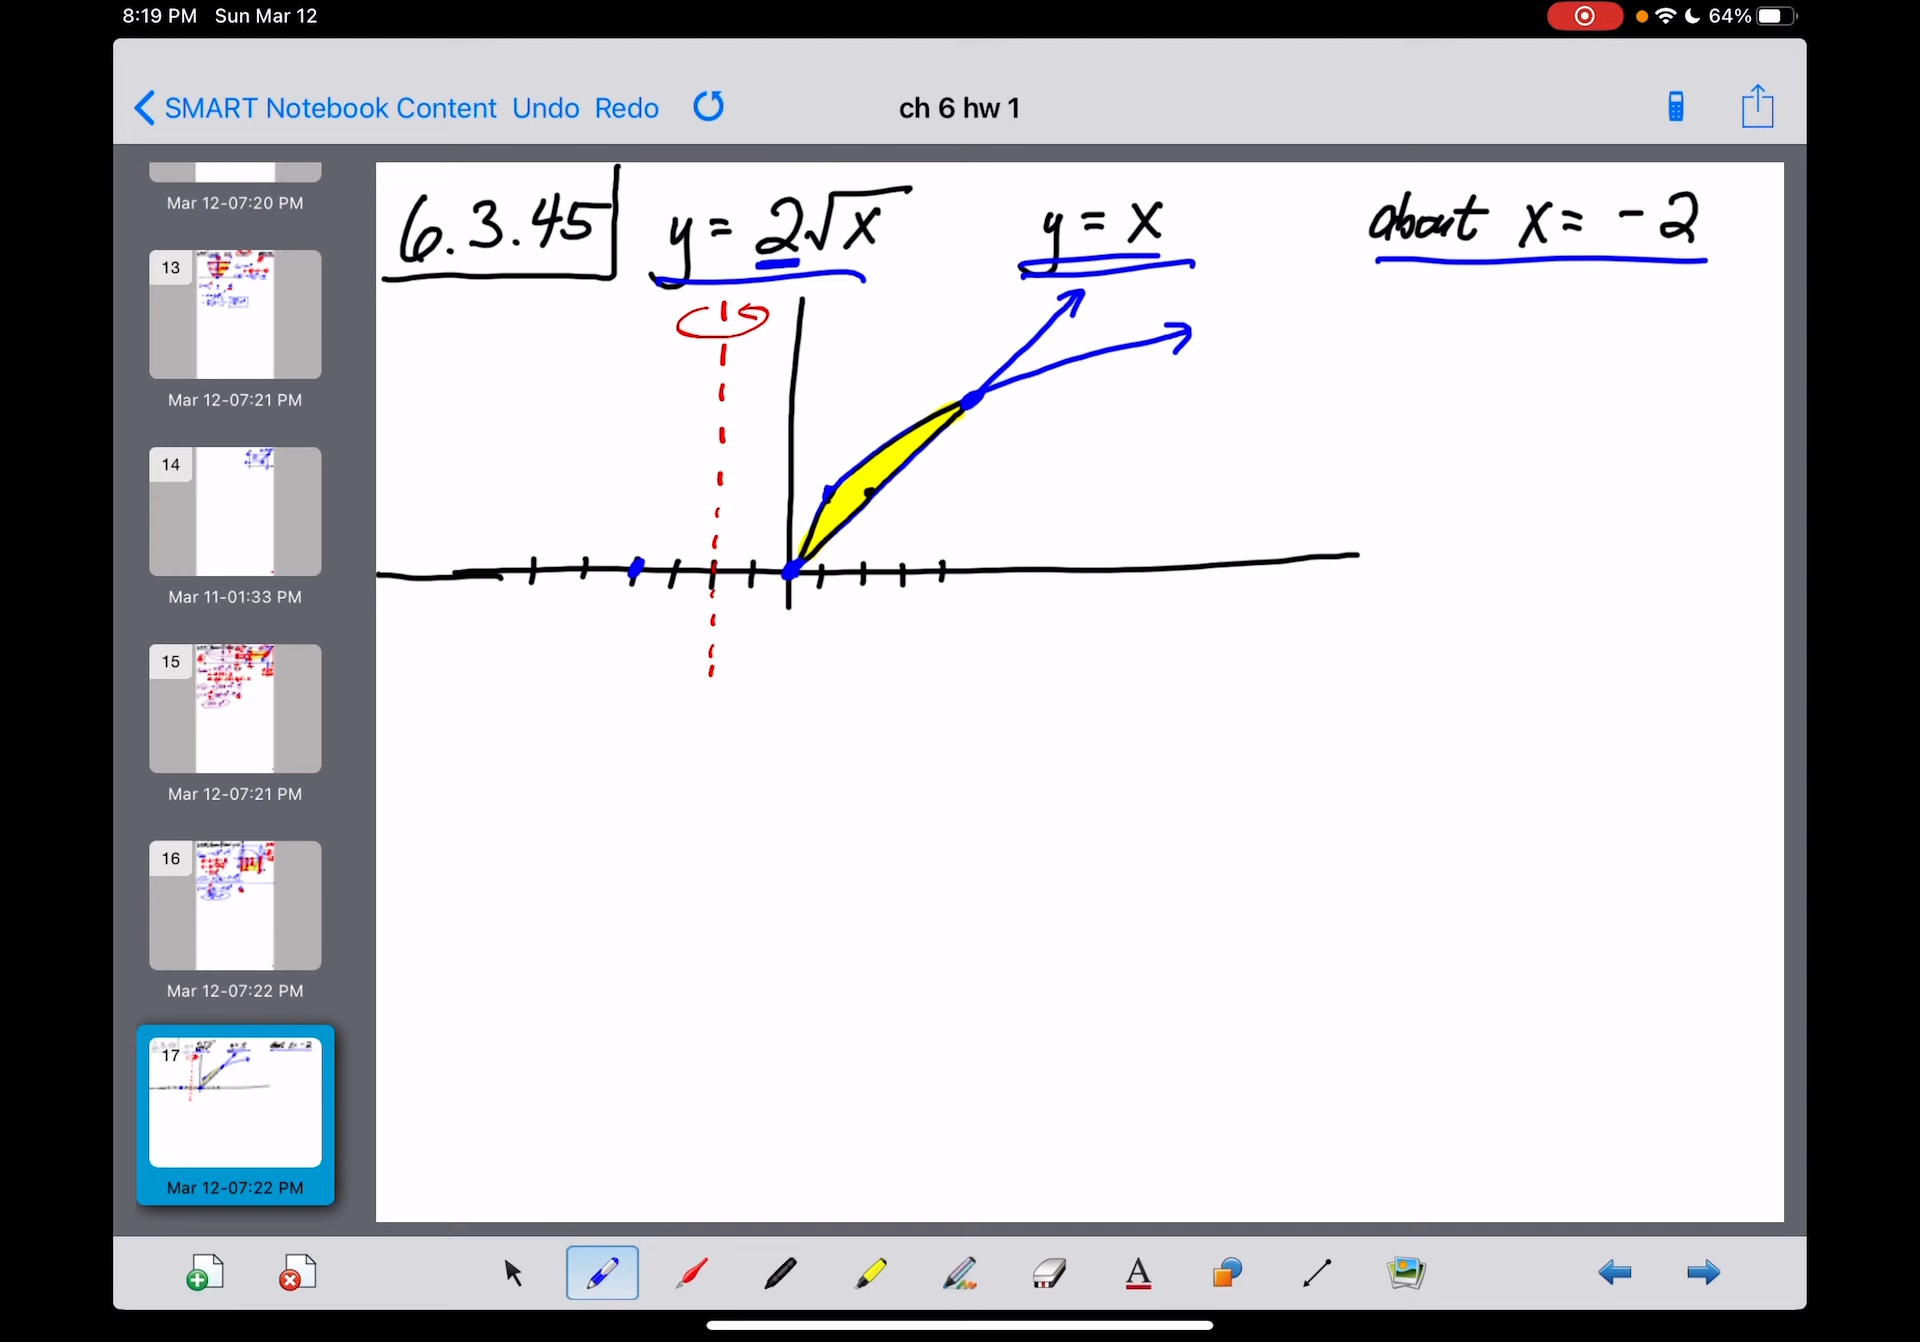 8:19 PM Sun Mar 12 64%
SMART Notebook Content Undo Redo ch 6 hw 1
Mar 12-07:20 PM
13
Mar 12-07:21 PM
14
Mar 11-01:33 PM
15
Mar 12-07:21 PM
16
Mar 12-07:22 PM
17
Mar 12-07:22 PM
6.3.45 y = 2√x y = x about x = -2
A